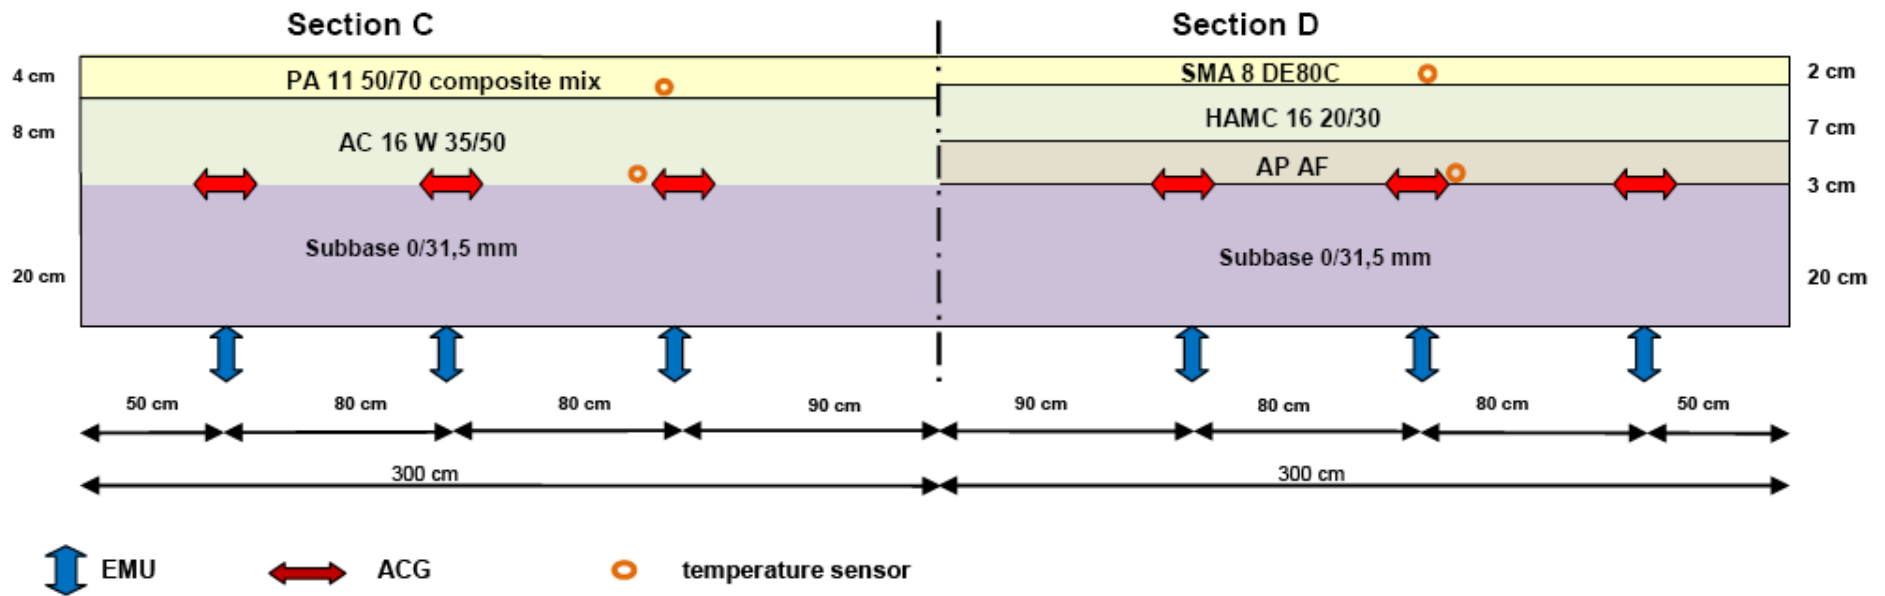 Section C
Section D
4 cm
PA 11 50/70 composite mix
SMA 8 DE80C
2 cm
8 cm
AC 16 W 35/50
HAMC 16 20/30
7 cm
AP AF
3 cm
Subbase 0/31,5 mm
Subbase 0/31,5 mm
20 cm
20 cm
50 cm
80 cm
80 cm
90 cm
90 cm
80 cm
80 cm
50 cm
300 cm
300 cm
EMU
ACG
temperature sensor